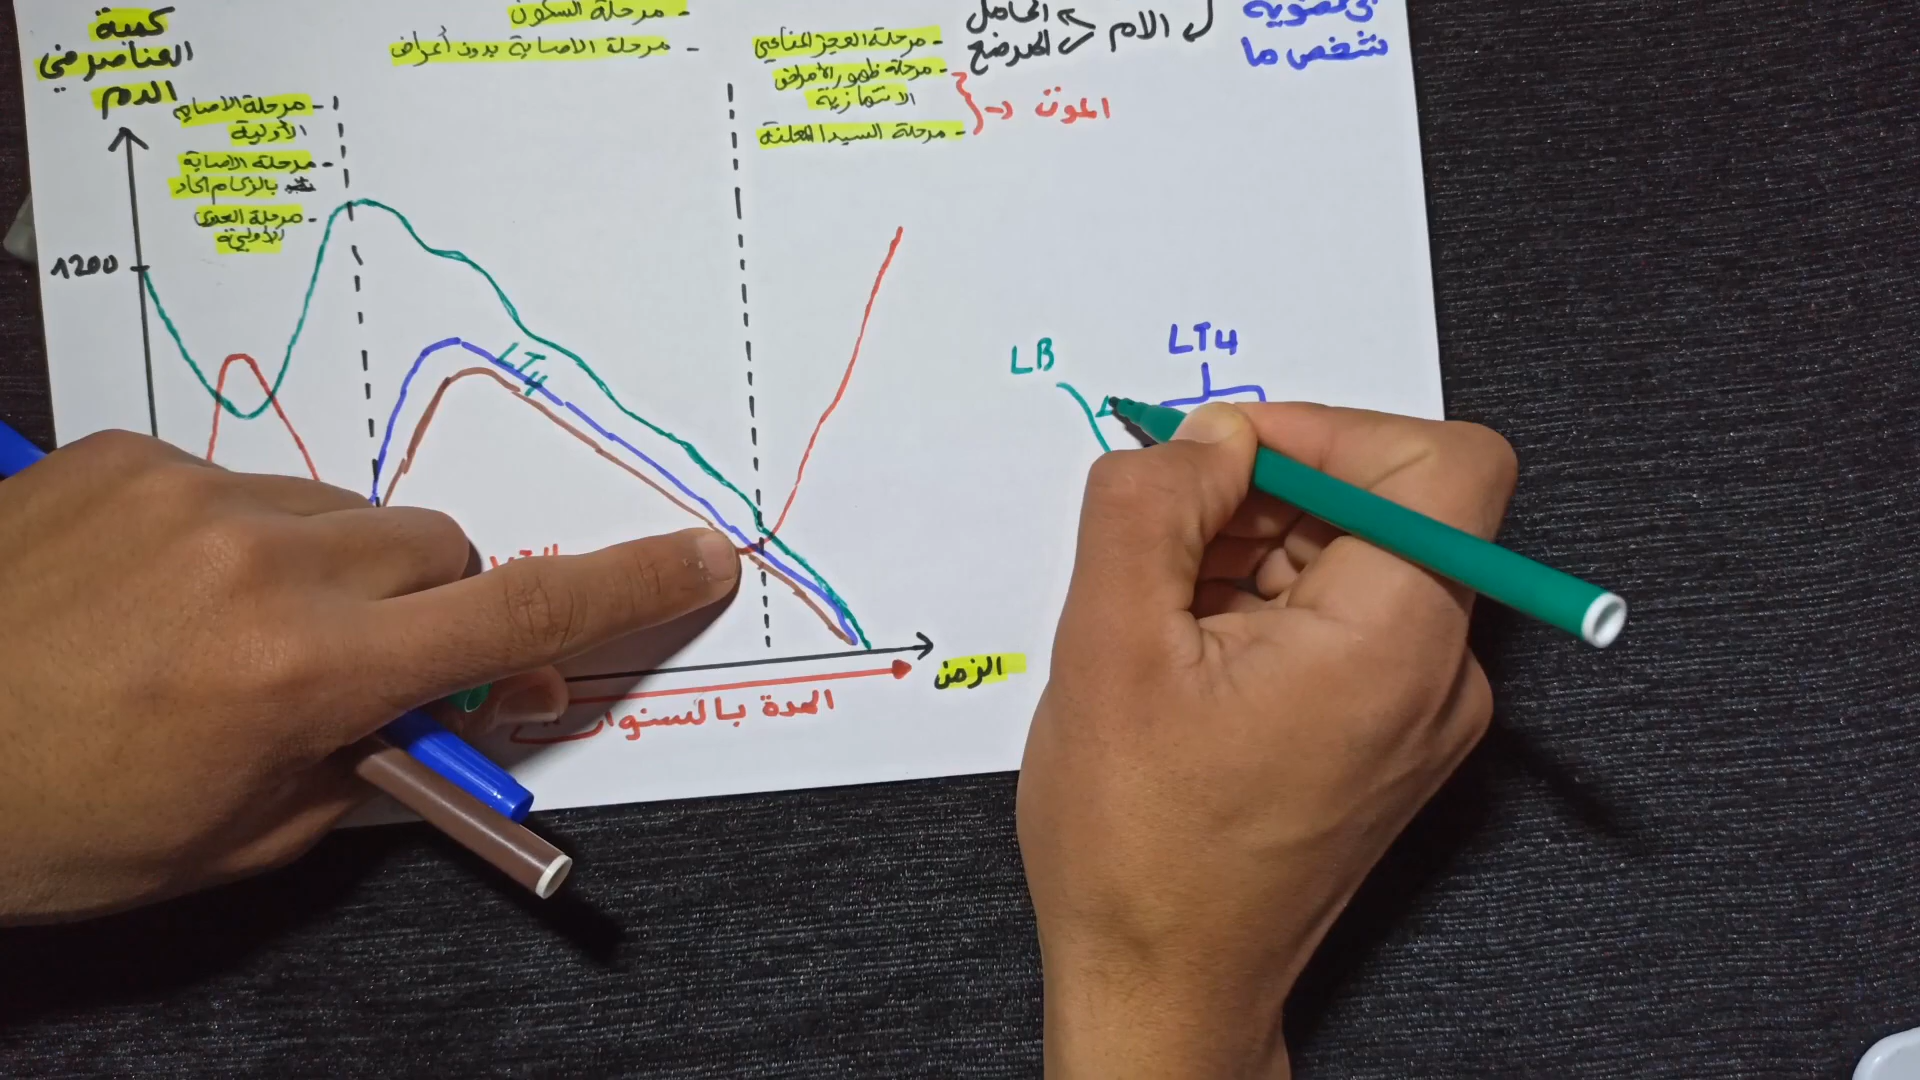 كمية
العناصر في
الدم
- مرحلة السكون
- مرحلة الاصابة بدون أعراض
- مرحلة العجز المناعي
- مرحلة ظهور الأمراض
الانتهازية
- مرحلة السيدا المعلنة
الموت
الحامل
المرضع
الام
شخص ما
- مرحلة الاصابة
الأولية
- مرحلة الاصابة
بالزكام الحاد
- مرحلة العدوى
الأولية
1200
LT4
LB
LT4
الزمن
المدة بالسنوات